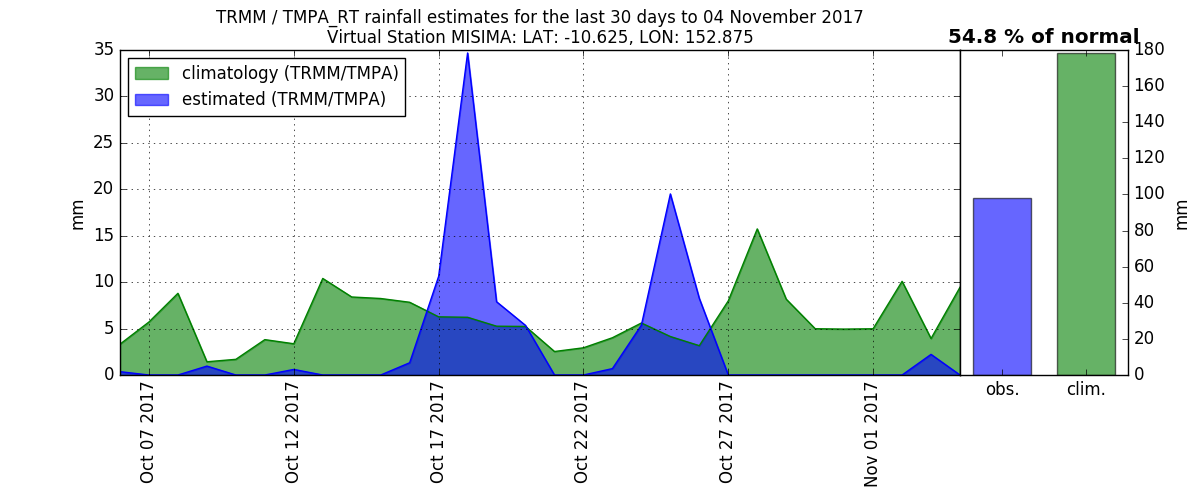 TRMM / TMPA_RT rainfall estimates for the last 30 days to 04 November 2017
Virtual Station MISIMA: LAT: -10.625, LON: 152.875
54.8 % of normal
climatology (TRMM/TMPA)
estimated (TRMM/TMPA)
mm
35
30
25
20
15
10
5
0
Oct 07 2017
Oct 12 2017
Oct 17 2017
Oct 22 2017
Oct 27 2017
Nov 01 2017
obs.
clim.
180
160
140
120
100
80
60
40
20
0
mm